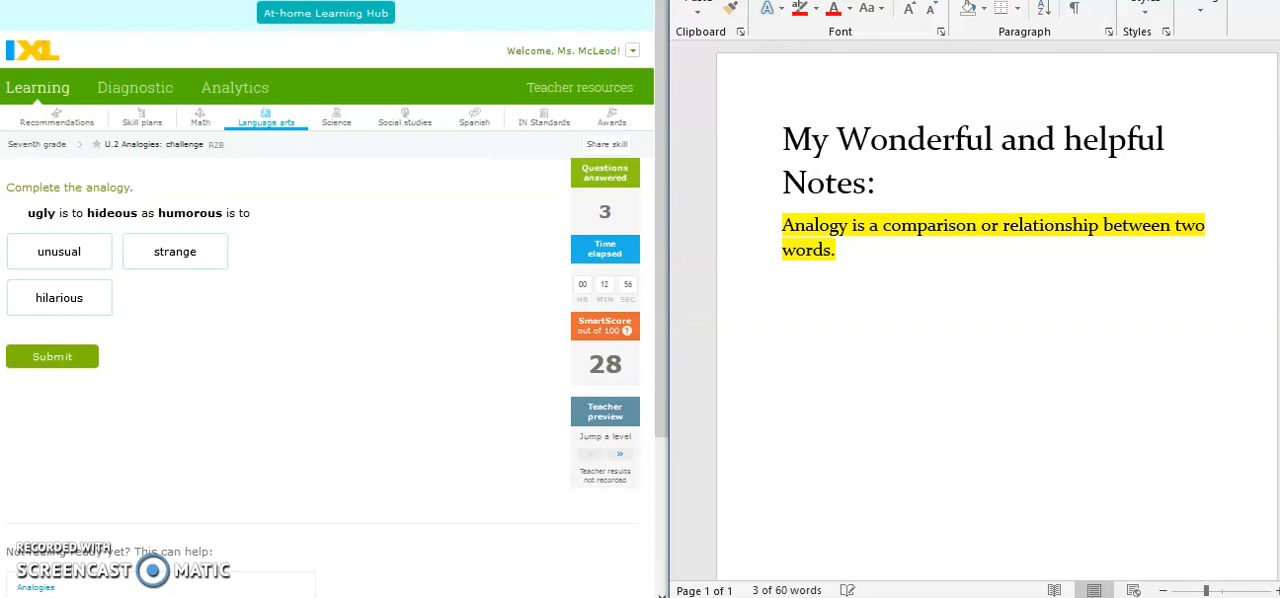 At-home Learning Hub
IXL
Welcome, Ms. McLeod!
Learning Diagnostic Analytics Teacher resources
Recommendations Skill plans Math Language arts Science Social studies Spanish IN Standards Awards
Seventh grade > U.2 Analogies: challenge RZB Share skill
Complete the analogy.
ugly is to hideous as humorous is to
unusual strange
hilarious
Submit
Questions answered
3
Time elapsed
00 12 56
HR MIN SEC
SmartScore
out of 100 ?
28
Teacher preview
Jump a level
»
Teacher results not recorded
Not feeling ready yet? This can help:
RECORDED WITH
SCREENCAST MATIC
Analogies
Aa
Clipboard Font Paragraph Styles
My Wonderful and helpful
Notes:
Analogy is a comparison or relationship between two
words.
Page 1 of 1 3 of 60 words